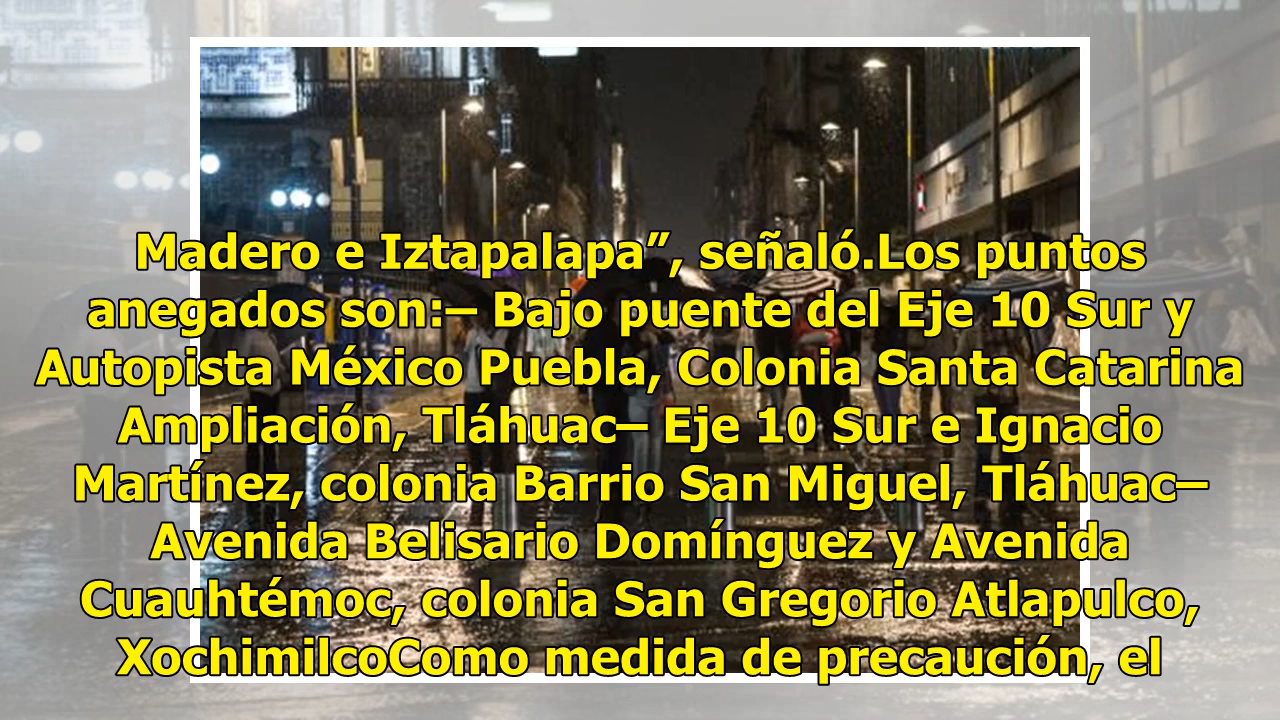 Madero e Iztapalapa”, señaló.Los puntos
anegados son:– Bajo puente del Eje 10 Sur y
Autopista México Puebla, Colonia Santa Catarina
Ampliación, Tláhuac– Eje 10 Sur e Ignacio
Martínez, colonia Barrio San Miguel, Tláhuac–
Avenida Belisario Domínguez y Avenida
Cuauhtémoc, colonia San Gregorio Atlapulco,
XochimilcoComo medida de precaución, el